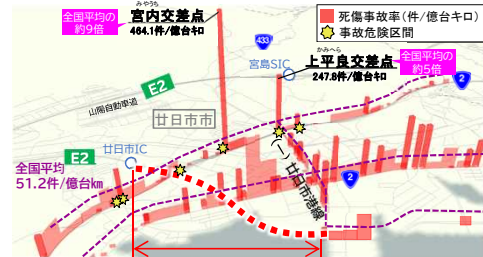 全国平均の
約9倍
みやうち
宮内交差点
464.1件/億台キロ
死傷事故率(件/億台キロ)
事故危険区間
433
宮島SIC
かみへら
上平良交差点
247.8件/億台キロ
全国平均の
約5倍
2
E2
山陽自動車道
廿日市市
E2
廿日市IC
全国平均
51.2件/億台km
(一)廿日市港線
2